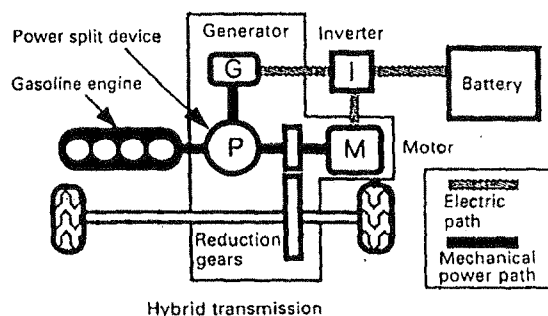 Power split device
Generator
Inverter
Gasoline engine
G
I
Battery
P
M
Motor
Reduction
gears
Electric
path
Mechanical
power path
Hybrid transmission